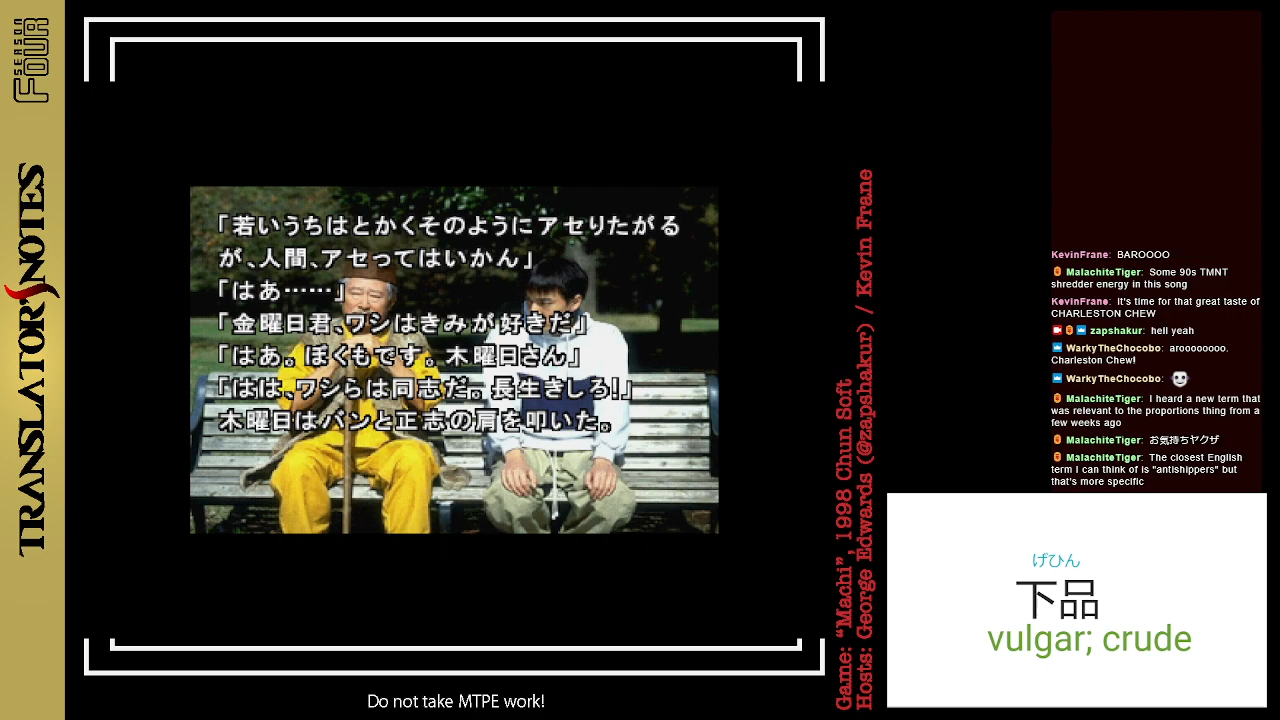 SEASON
FOUR
TRANSLATOR'S NOTES
「若いうちはとかくそのようにアセりたがる
が、人間、アセってはいかん」
「はあ……」
「金曜日君、ワシはきみが好きだ」
「はあ。ぼくもです。木曜日さん」
「はは、ワシらは同志だ。長生きしろ!」
木曜日はバンと正志の肩を叩いた。
Do not take MTPE work!
Game: "Machi", 1998 Chun Soft
Hosts: George Edwards (@zapshakur) / Kevin Frane
KevinFrane: BAROOOO
MalachiteTiger: Some 90s TMNT
shredder energy in this song
KevinFrane: It's time for that great taste of
CHARLESTON CHEW
zapshakur: hell yeah
WarkyTheChocobo: arooooooo.
Charleston Chew!
WarkyTheChocobo:
MalachiteTiger: I heard a new term that
was relevant to the proportions thing from a
few weeks ago
MalachiteTiger: お気持ちヤクザ
MalachiteTiger: The closest English
term I can think of is "antishippers" but
that's more specific
げひん
下品
vulgar; crude